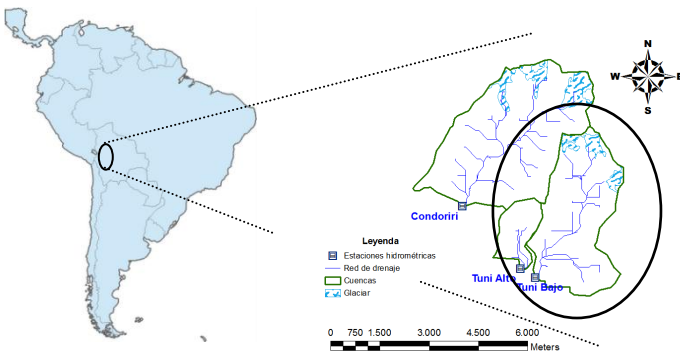 N
W
E
S
Condoriri
Leyenda
Estaciones hidrométricas
Red de drenaje
Cuencas
Glaciar
Tuni Alto
Tuni Bajo
0 750 1.500 3.000 4.500 6.000
Meters